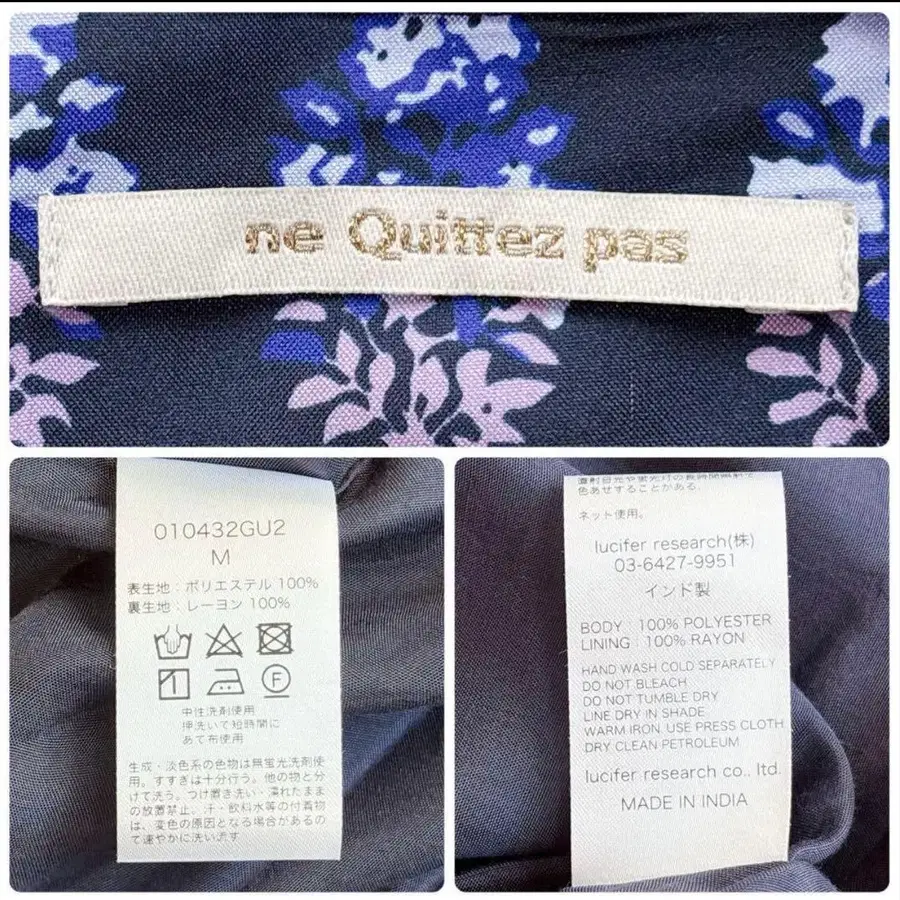 ne Quittez pas
010432GU2
M
表生地:ポリエステル 100%
裏生地:レーヨン 100%
F
中性洗剤使用
押洗いで短時間に
あて布使用
生成・淡色系の色物は無蛍光洗剤使
用。すすぎは十分行う。他の物と分
けて洗う。つけ置き洗い・濡れたまま
の放置禁止。汗・飲料水等の付着物
は、変色の原因となる場合があるの
で速やかに洗い流す
色あせすることがある。
ネット使用。
lucifer research(株)
03-6427-9951
インド製
BODY : 100% POLYESTER
LINING : 100% RAYON
HAND WASH COLD SEPARATELY
DO NOT BLEACH
DO NOT TUMBLE DRY
LINE DRY IN SHADE
WARM IRON. USE PRESS CLOTH
DRY CLEAN PETROLEUM
lucifer research co., ltd.
MADE IN INDIA